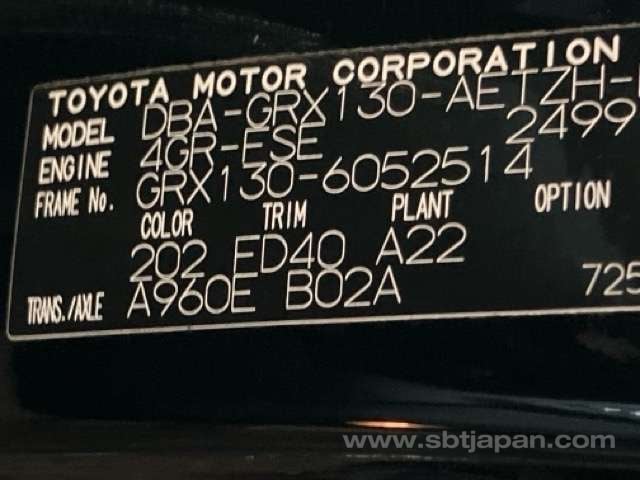 TOYOTA MOTOR CORPORATION
MODEL DBA-GRX130-AETZH-
ENGINE 4GR-FSE 2499
FRAME No. GRX130-6052514
COLOR TRIM PLANT OPTION
202 ED40 A22
TRANS./AXLE A960E B02A 725
www.sbtjapan.com